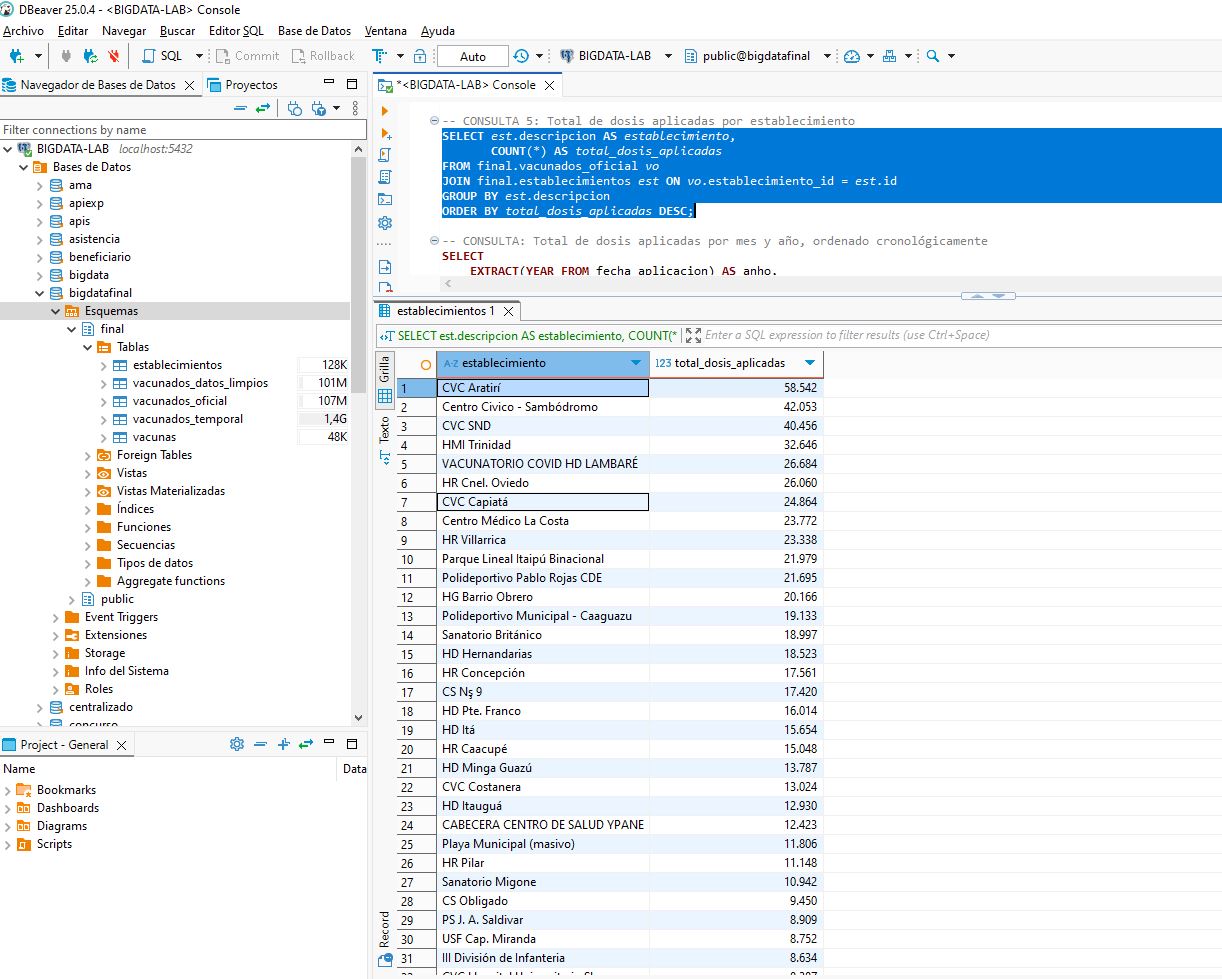 DBeaver 25.0.4 - <BIGDATA-LAB> Console
Archivo Editar Navegar Buscar Editor SQL Base de Datos Ventana Ayuda
SQL Commit Rollback Auto BIGDATA-LAB public@bigdatafinal
Navegador de Bases de Datos Proyectos
Filter connections by name
BIGDATA-LAB localhost:5432
Bases de Datos
ama
apiexp
apis
asistencia
beneficiario
bigdata
bigdatafinal
Esquemas
final
Tablas
establecimientos 128K
vacunados_datos_limpios 101M
vacunados_oficial 107M
vacunados_temporal 1,4G
vacunas 48K
Foreign Tables
Vistas
Vistas Materializadas
Índices
Funciones
Secuencias
Tipos de datos
Aggregate functions
public
Event Triggers
Extensiones
Storage
Info del Sistema
Roles
centralizado
concurso
Project - General
Name Data
Bookmarks
Dashboards
Diagrams
Scripts
*<BIGDATA-LAB> Console
-- CONSULTA 5: Total de dosis aplicadas por establecimiento
SELECT est.descripcion AS establecimiento,
COUNT(*) AS total_dosis_aplicadas
FROM final.vacunados_oficial vo
JOIN final.establecimientos est ON vo.establecimiento_id = est.id
GROUP BY est.descripcion
ORDER BY total_dosis_aplicadas DESC;
-- CONSULTA: Total de dosis aplicadas por mes y año, ordenado cronológicamente
SELECT
EXTRACT(YEAR FROM fecha_aplicacion) AS anho,
establecimientos 1
SELECT est.descripcion AS establecimiento, COUNT(* Enter a SQL expression to filter results (use Ctrl+Space)
Grilla
Texto
Record
A-Z establecimiento 123 total_dosis_aplicadas
1 CVC Aratirí 58.542
2 Centro Civico - Sambódromo 42.053
3 CVC SND 40.456
4 HMI Trinidad 32.646
5 VACUNATORIO COVID HD LAMBARÉ 26.684
6 HR Cnel. Oviedo 26.060
7 CVC Capiatá 24.864
8 Centro Médico La Costa 23.772
9 HR Villarrica 23.338
10 Parque Lineal Itaipú Binacional 21.979
11 Polideportivo Pablo Rojas CDE 21.695
12 HG Barrio Obrero 20.166
13 Polideportivo Municipal - Caaguazu 19.133
14 Sanatorio Británico 18.997
15 HD Hernandarias 18.523
16 HR Concepción 17.561
17 CS Nş 9 17.420
18 HD Pte. Franco 16.014
19 HD Itá 15.654
20 HR Caacupé 15.048
21 HD Minga Guazú 13.787
22 CVC Costanera 13.024
23 HD Itauguá 12.930
24 CABECERA CENTRO DE SALUD YPANE 12.423
25 Playa Municipal (masivo) 11.806
26 HR Pilar 11.148
27 Sanatorio Migone 10.942
28 CS Obligado 9.450
29 PS J. A. Saldivar 8.909
30 USF Cap. Miranda 8.752
31 III División de Infanteria 8.634